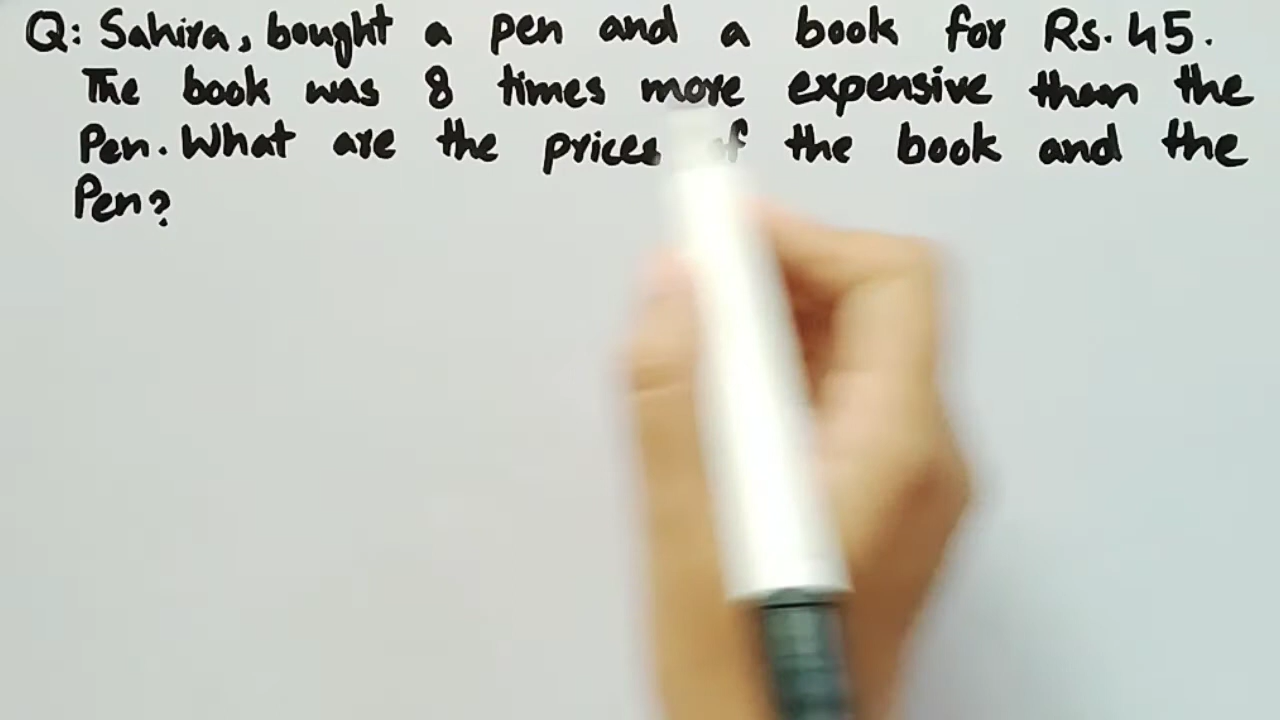 Q: Sahira, bought a pen and a book for Rs. 45.
The book was 8 times more expensive than the
Pen. What are the prices of the book and the
Pen?